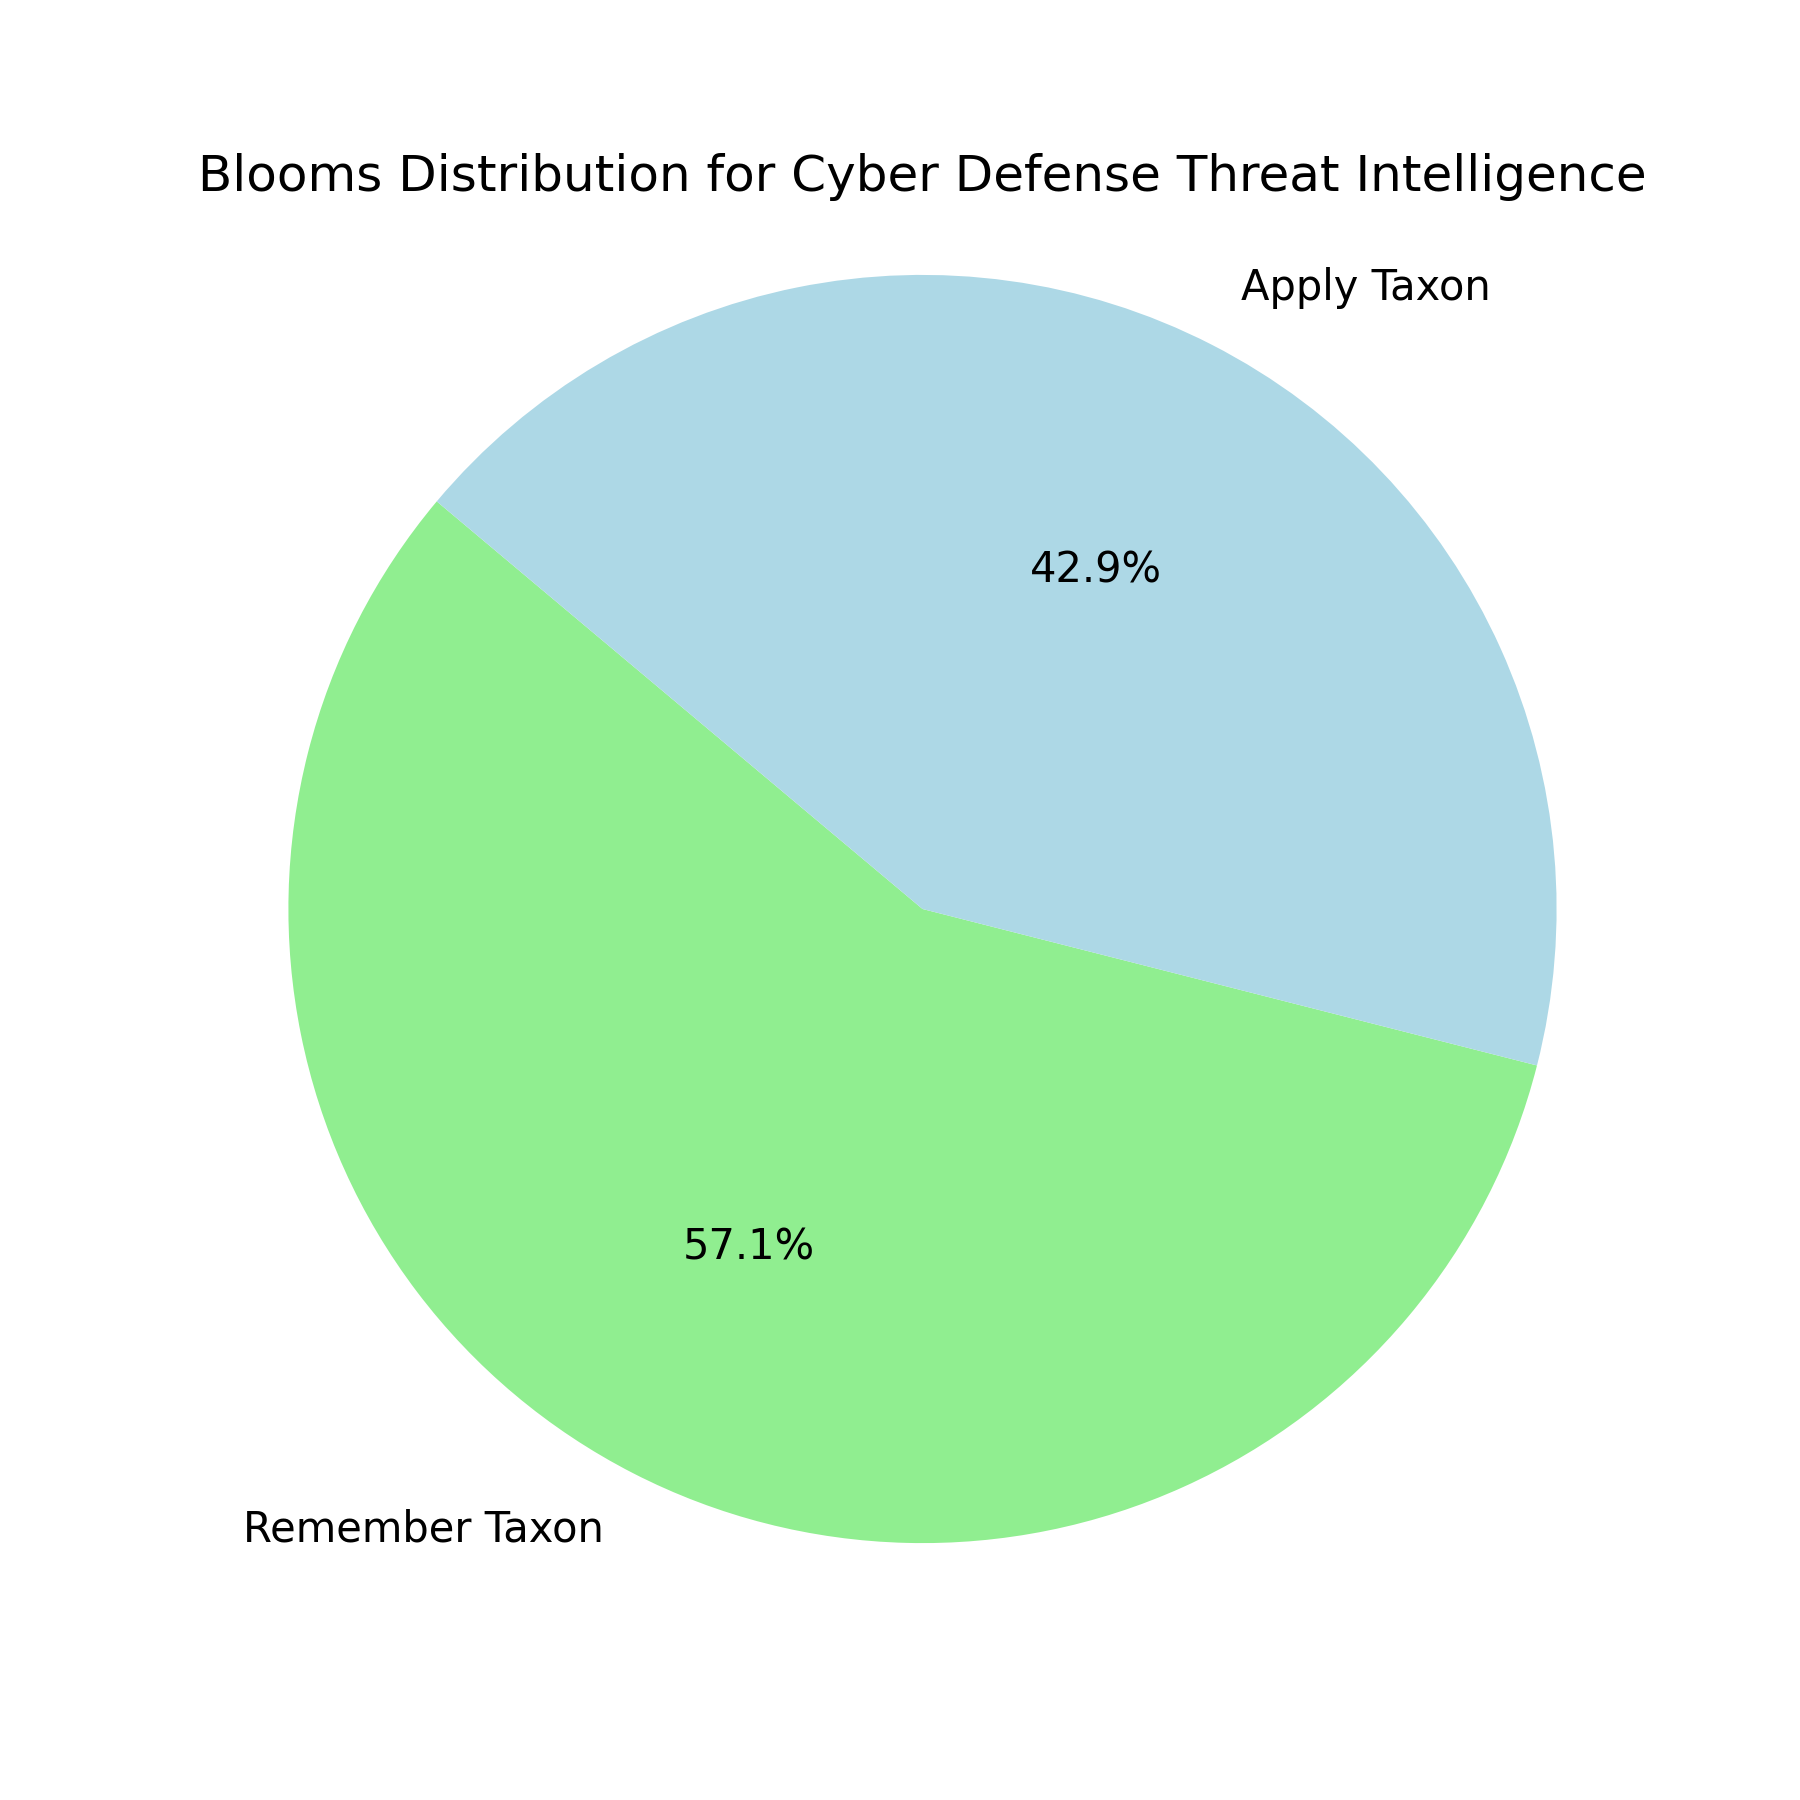 Blooms Distribution for Cyber Defense Threat Intelligence
Apply Taxon
42.9%
57.1%
Remember Taxon